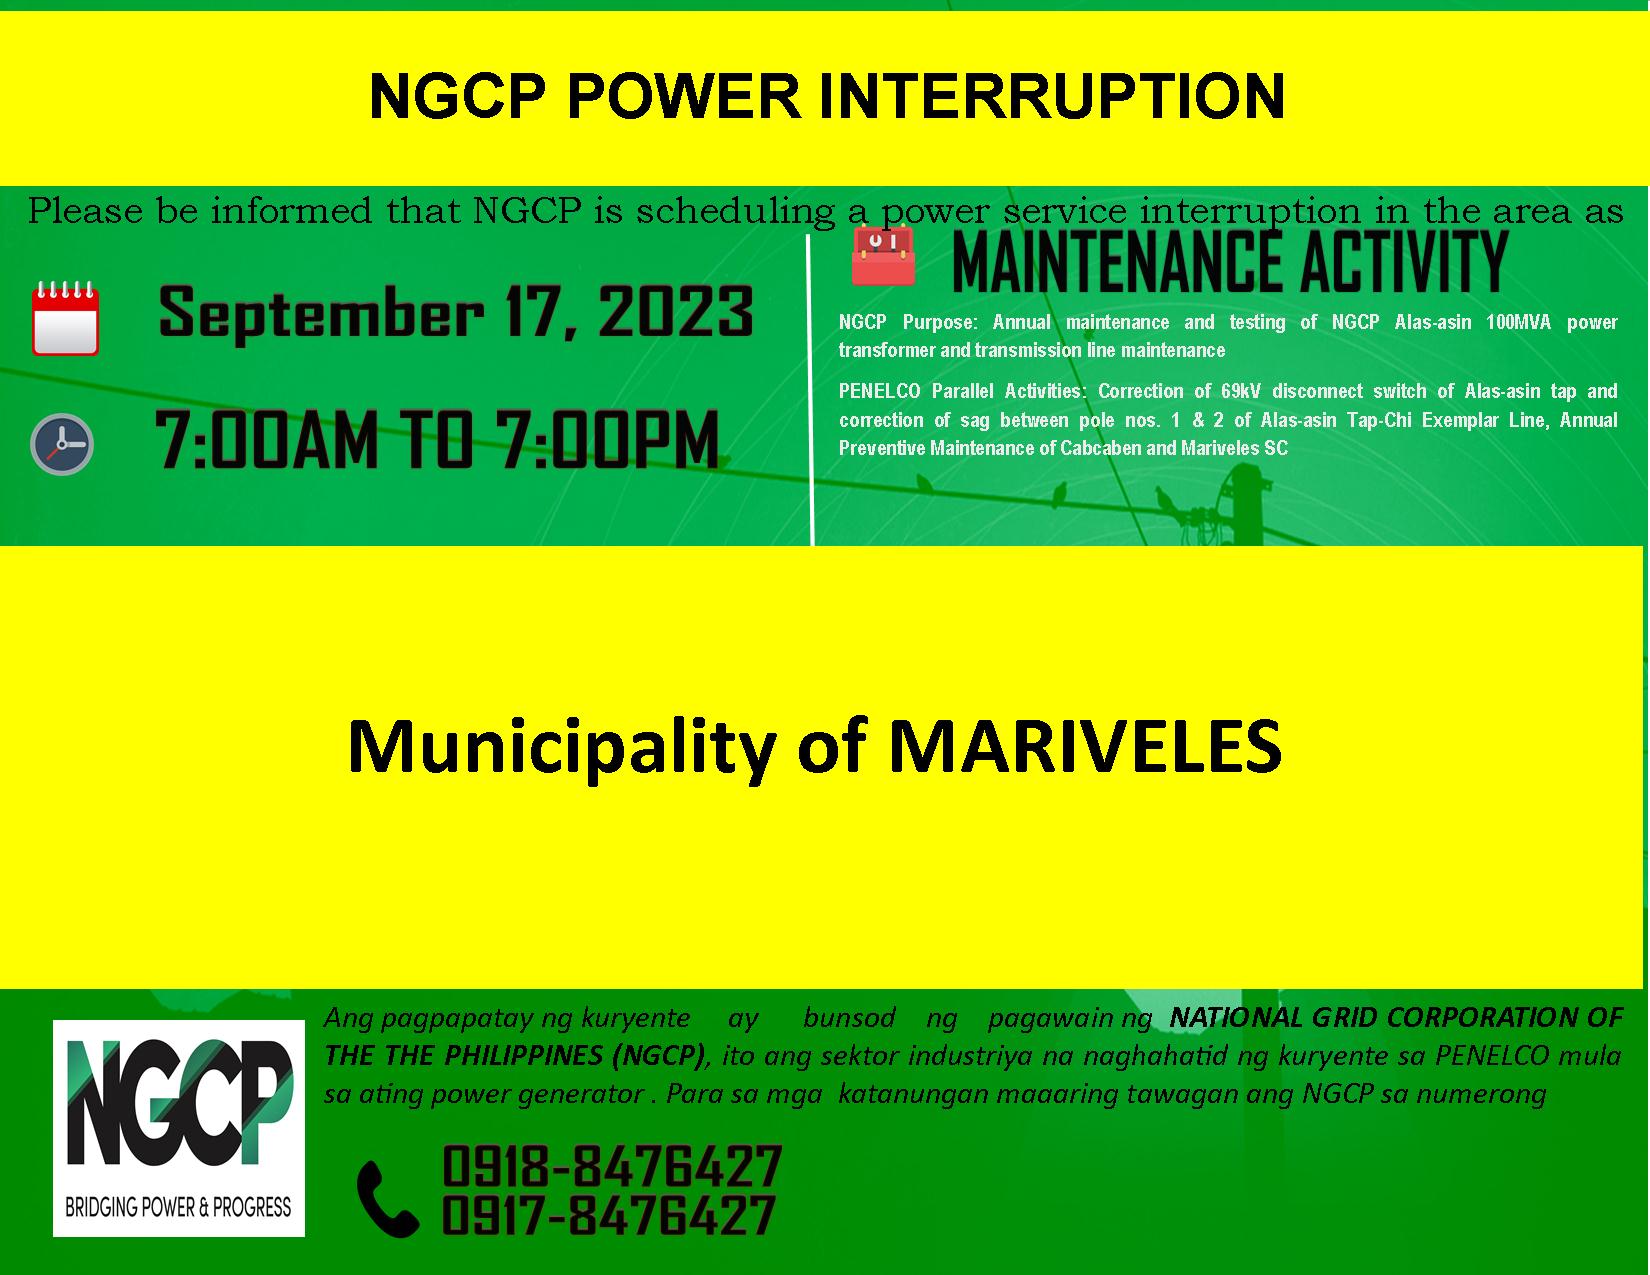 NGCP POWER INTERRUPTION
Please be informed that NGCP is scheduling a power service interruption in the area as
September 17, 2023
7:00AM TO 7:00PM
MAINTENANCE ACTIVITY
NGCP Purpose: Annual maintenance and testing of NGCP Alas-asin 100MVA power
transformer and transmission line maintenance
PENELCO Parallel Activities: Correction of 69kV disconnect switch of Alas-asin tap and
correction of sag between pole nos. 1 & 2 of Alas-asin Tap-Chi Exemplar Line, Annual
Preventive Maintenance of Cabcaben and Mariveles SC
Municipality of MARIVELES
Ang pagpapatay ng kuryente ay bunsod ng pagawain ng NATIONAL GRID CORPORATION OF
THE THE PHILIPPINES (NGCP), ito ang sektor industriya na naghahatid ng kuryente sa PENELCO mula
sa ating power generator . Para sa mga katanungan maaaring tawagan ang NGCP sa numerong
NGCP
BRIDGING POWER & PROGRESS
0918-8476427
0917-8476427